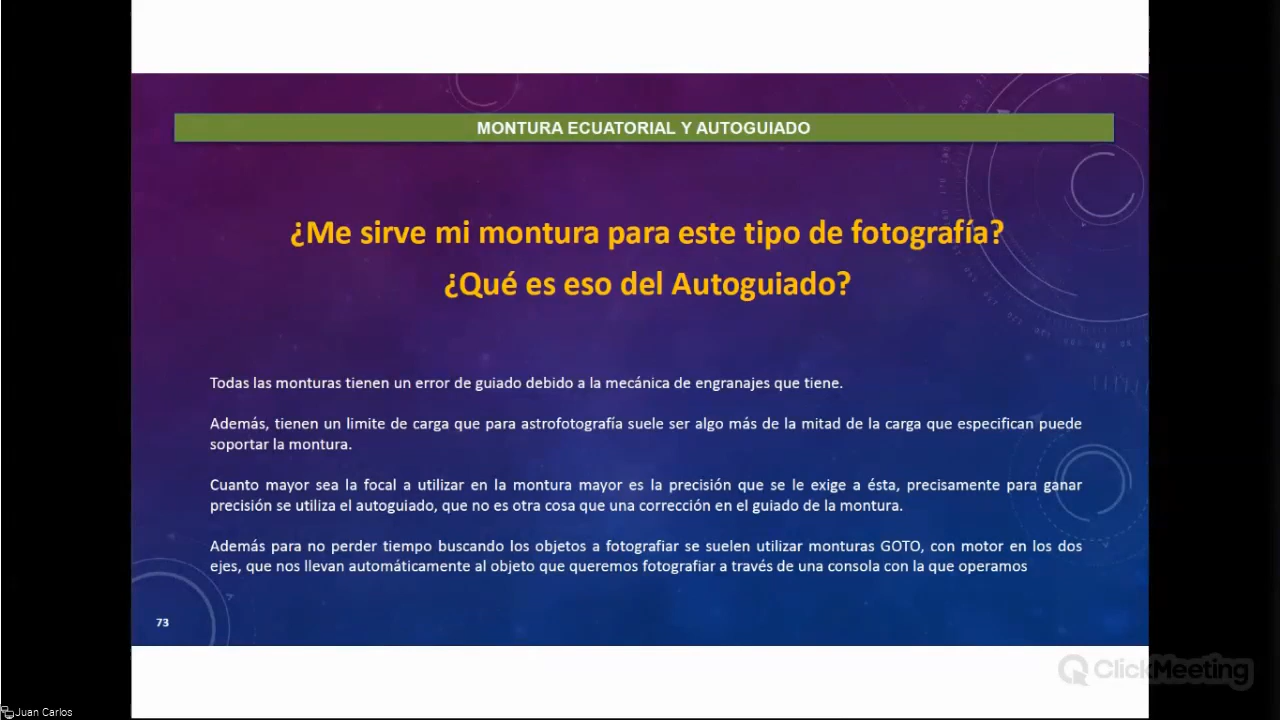 MONTURA ECUATORIAL Y AUTOGUIADO
¿Me sirve mi montura para este tipo de fotografía?
¿Qué es eso del Autoguiado?
Todas las monturas tienen un error de guiado debido a la mecánica de engranajes que tiene.
Además, tienen un limite de carga que para astrofotografía suele ser algo más de la mitad de la carga que especifican puede
soportar la montura.
Cuanto mayor sea la focal a utilizar en la montura mayor es la precisión que se le exige a ésta, precisamente para ganar
precisión se utiliza el autoguiado, que no es otra cosa que una corrección en el guiado de la montura.
Además para no perder tiempo buscando los objetos a fotografiar se suelen utilizar monturas GOTO, con motor en los dos
ejes, que nos llevan automáticamente al objeto que queremos fotografiar a través de una consola con la que operamos
73
ClickMeeting
Juan Carlos